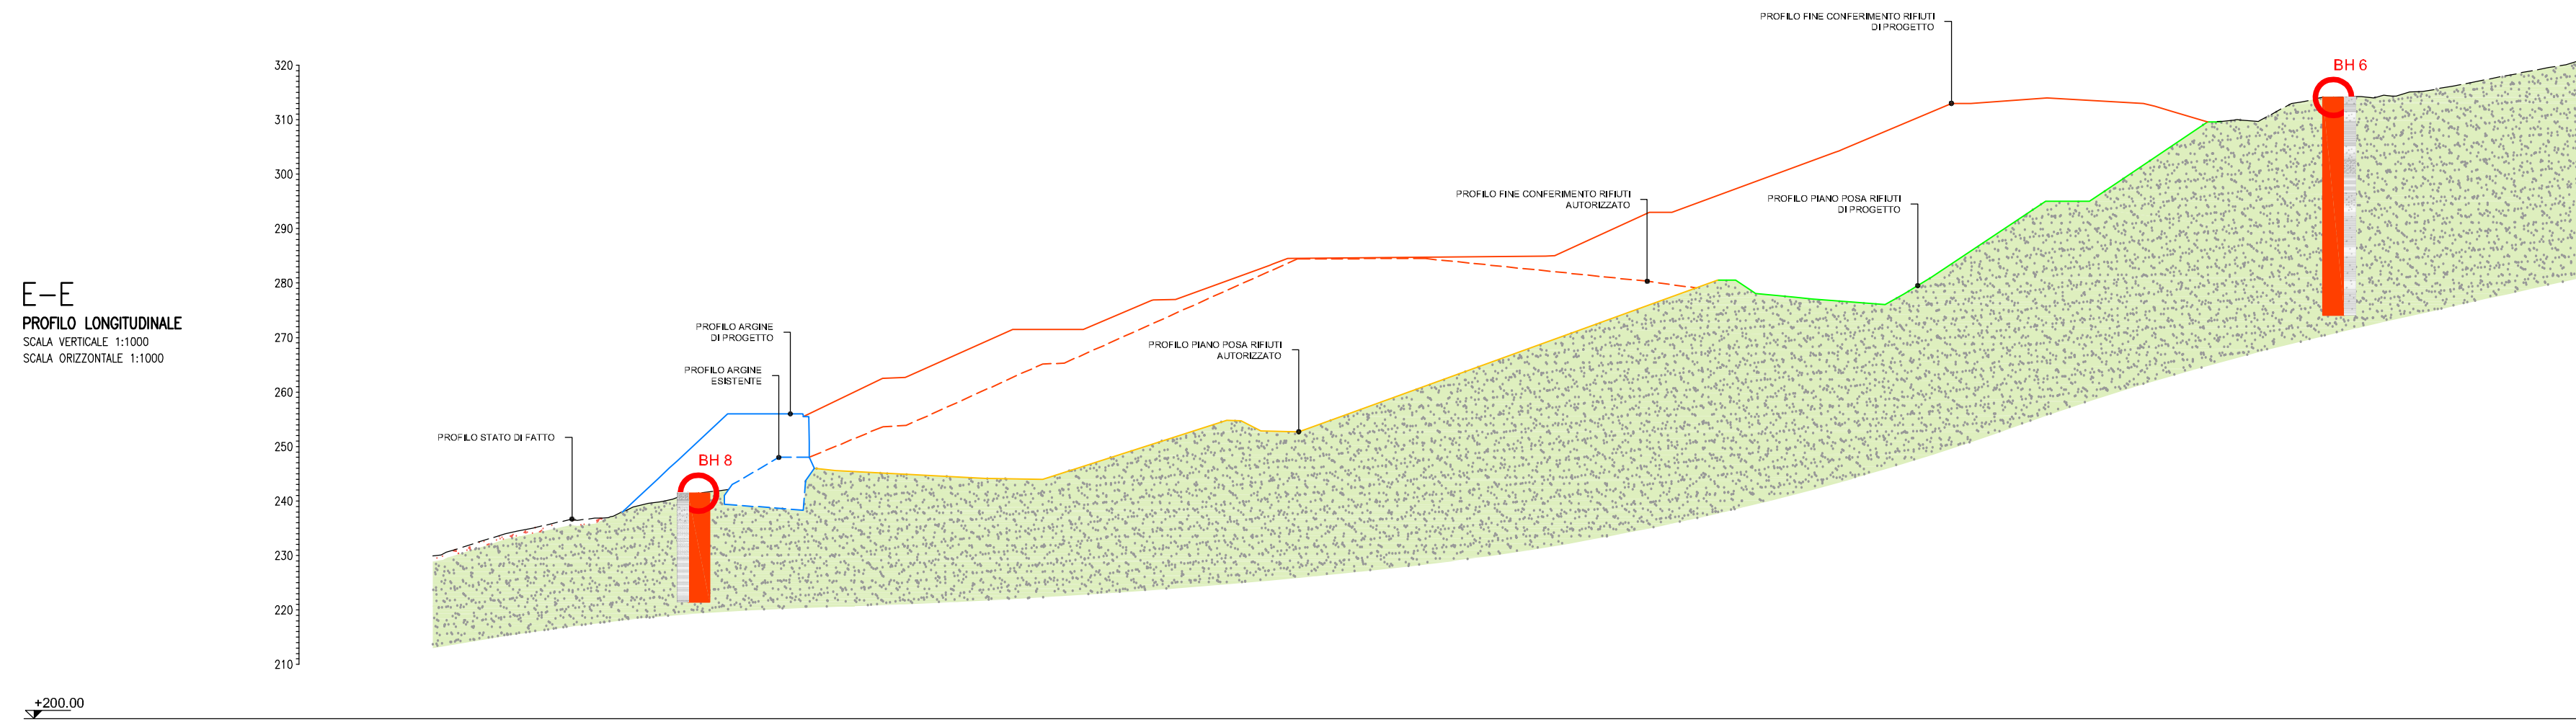 E-E
PROFILO LONGITUDINALE
SCALA VERTICALE 1:1000
SCALA ORIZZONTALE 1:1000
320
310
300
290
280
270
260
250
240
230
220
210
+200.00
PROFILO STATO DI FATTO
PROFILO ARGINE
DI PROGETTO
PROFILO ARGINE
ESISTENTE
BH 8
PROFILO PIANO POSA RIFIUTI
AUTORIZZATO
PROFILO FINE CONFERIMENTO RIFIUTI
AUTORIZZATO
PROFILO FINE CONFERIMENTO RIFIUTI
DI PROGETTO
PROFILO PIANO POSA RIFIUTI
DI PROGETTO
BH 6